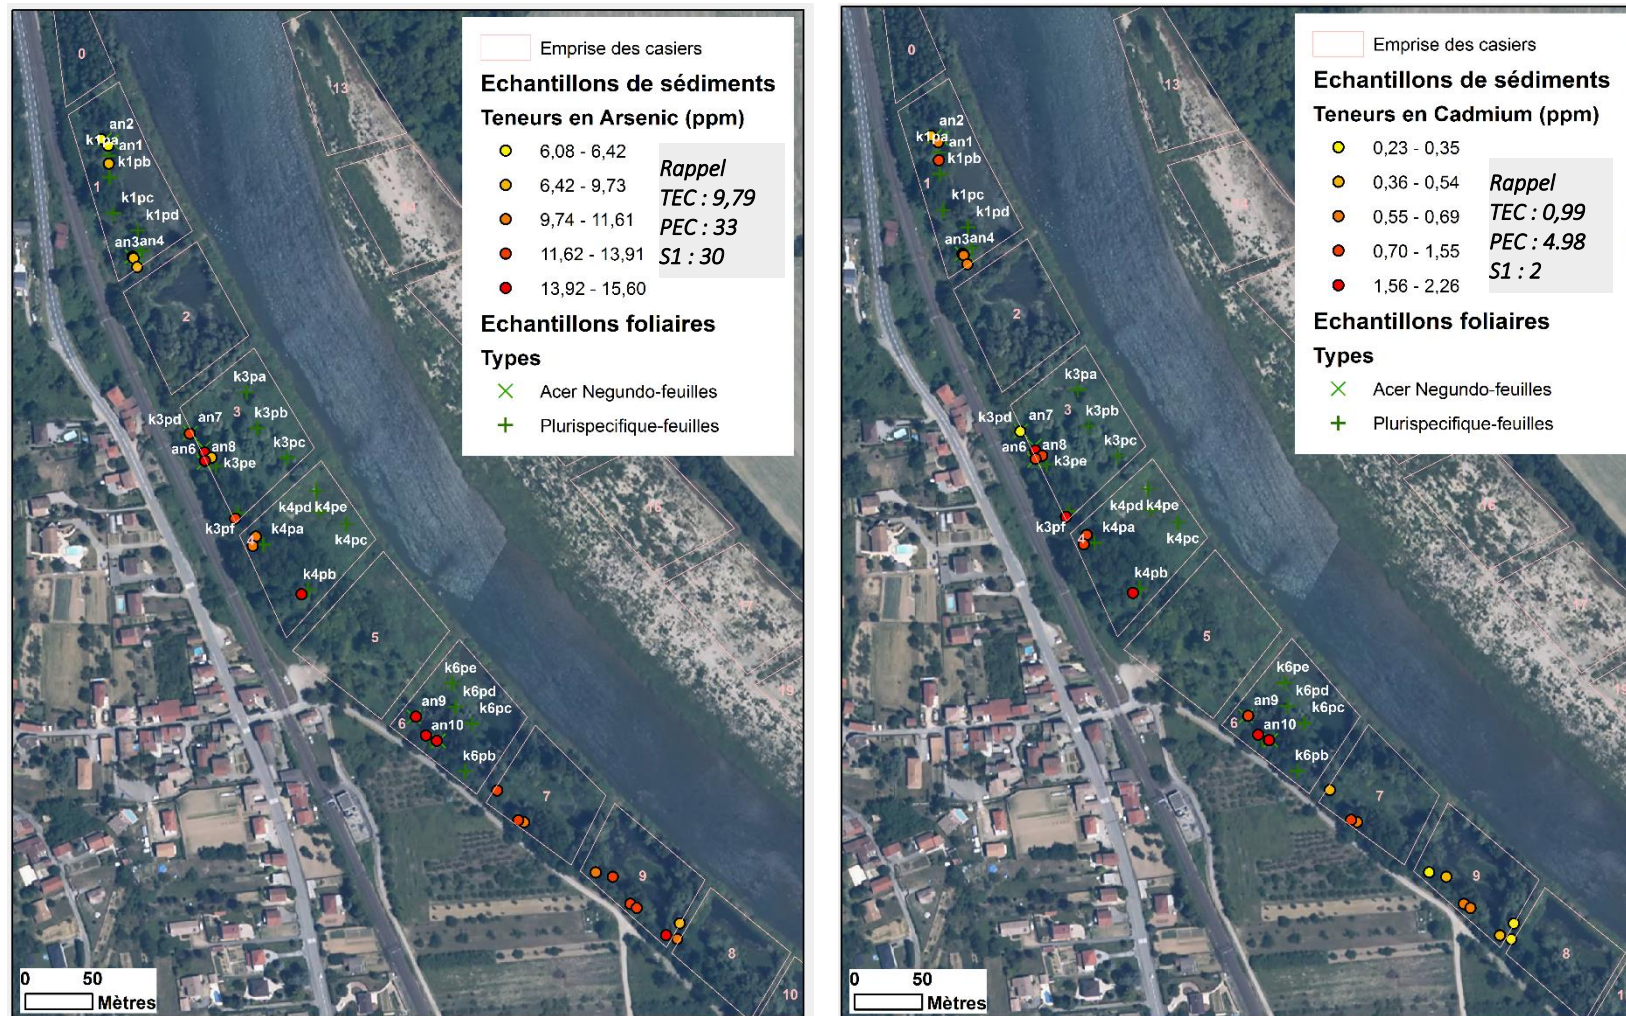 Emprise des casiers
Echantillons de sédiments
Teneurs en Arsenic (ppm)
6,08 - 6,42
6,42 - 9,73
9,74 - 11,61
11,62 - 13,91
13,92 - 15,60
Rappel
TEC : 9,79
PEC : 33
S1 : 30
Echantillons foliaires
Types
Acer Negundo-feuilles
Plurispecifique-feuilles
0
13
an2
k1pa
an1
k1pb
1
k1pc
k1pd
an3
an4
2
k3pa
3
k3pb
k3pd
an7
an6
an8
k3pc
k3pe
k4pd
k4pe
k3pf
k4pa
4
k4pc
k4pb
16
5
k6pe
k6pd
an9
k6pc
6
an10
k6pb
19
7
9
8
10
0 50
Mètres
Emprise des casiers
Echantillons de sédiments
Teneurs en Cadmium (ppm)
0,23 - 0,35
0,36 - 0,54
0,55 - 0,69
0,70 - 1,55
1,56 - 2,26
Rappel
TEC : 0,99
PEC : 4.98
S1 : 2
Echantillons foliaires
Types
Acer Negundo-feuilles
Plurispecifique-feuilles
0
13
an2
k1pa
an1
k1pb
1
k1pc
k1pd
an3
an4
2
k3pa
3
k3pb
k3pd
an7
an6
an8
k3pc
k3pe
k4pd
k4pe
k3pf
k4pa
4
k4pc
k4pb
16
5
k6pe
k6pd
k6pc
an9
6
an10
k6pb
7
9
8
0 50
Mètres